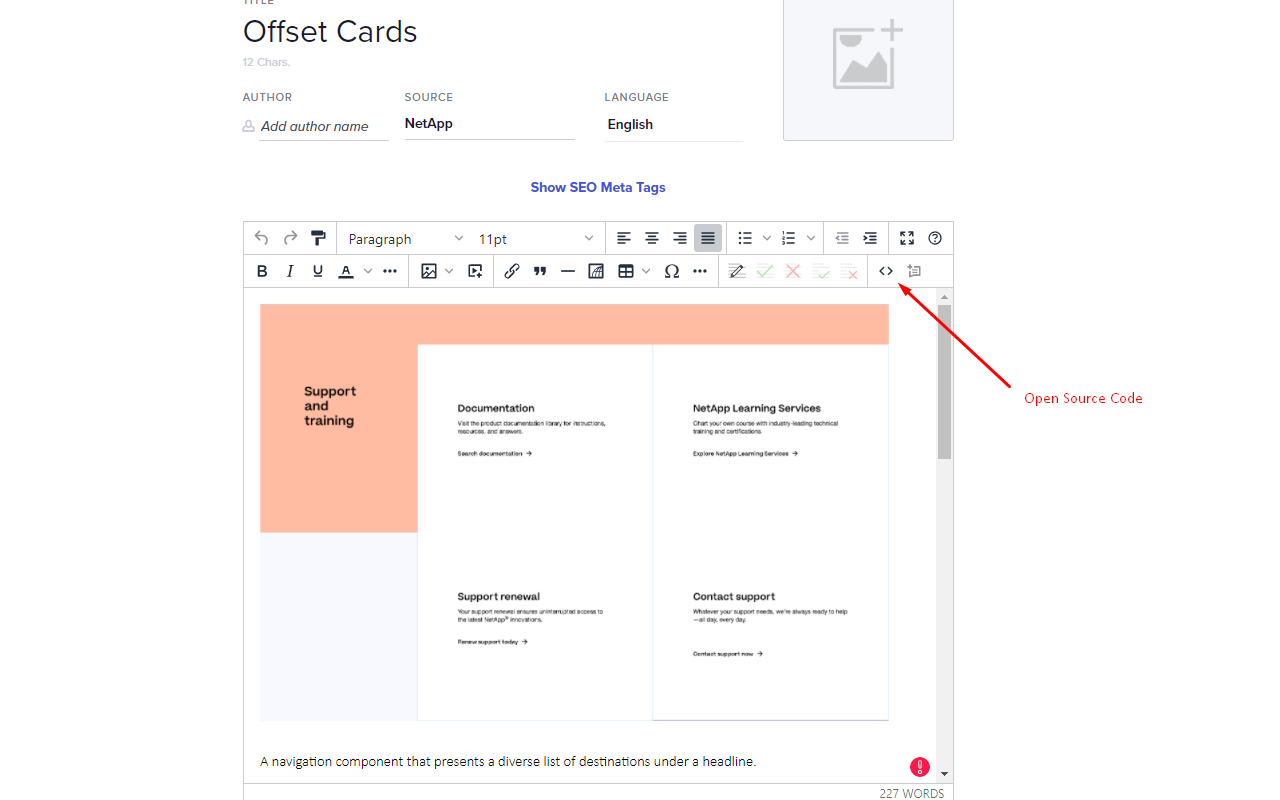 TITLE
Offset Cards
12 Chars.
AUTHOR
SOURCE
LANGUAGE
Add author name
NetApp
English
Show SEO Meta Tags
Paragraph
11pt
B I U A
Ω
Support
and
training
Documentation
Visit the product documentation library for instructions,
resources, and answers.
Search documentation →
NetApp Learning Services
Chart your own course with industry-leading technical
training and certifications.
Explore NetApp Learning Services →
Open Source Code
Support renewal
Your support renewal ensures uninterrupted access to
the latest NetApp® innovations.
Renew support today →
Contact support
Whatever your support needs, we're always ready to help
—all day, every day.
Contact support now →
A navigation component that presents a diverse list of destinations under a headline.
227 WORDS